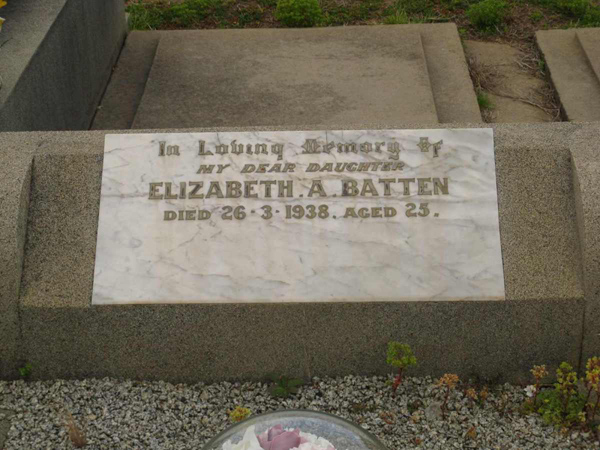 In Loving Memory Of
MY DEAR DAUGHTER
ELIZABETH . A . BATTEN
DIED 26 · 3 · 1938. AGED 25.